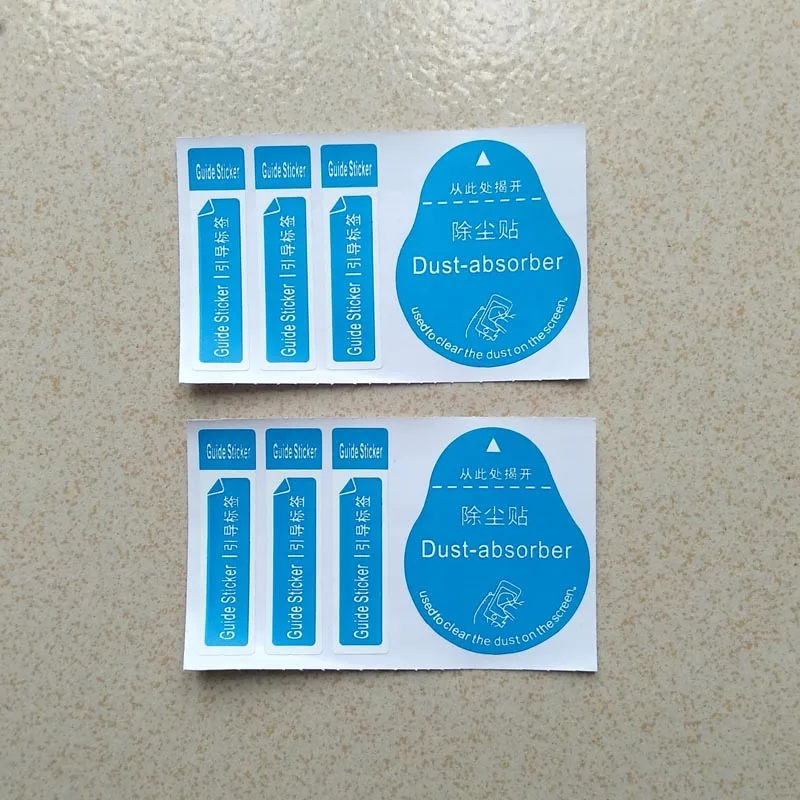 Guide Sticker
Guide Sticker
Guide Sticker
Guide Sticker | 引导标签
Guide Sticker | 引导标签
Guide Sticker | 引导标签
从此处揭开
除尘贴
Dust-absorber
used to clear the dust on the screen.
Guide Sticker
Guide Sticker
Guide Sticker
Guide Sticker | 引导标签
Guide Sticker | 引导标签
Guide Sticker | 引导标签
从此处揭开
除尘贴
Dust-absorber
used to clear the dust on the screen.